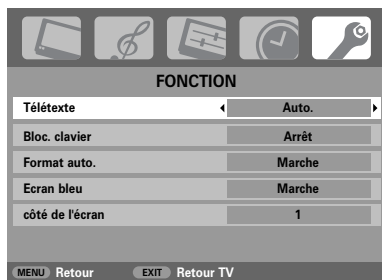 FONCTION
Télétexte Auto.
Bloc. clavier Arrêt
Format auto. Marche
Ecran bleu Marche
côté de l'écran 1
MENU Retour EXIT Retour TV